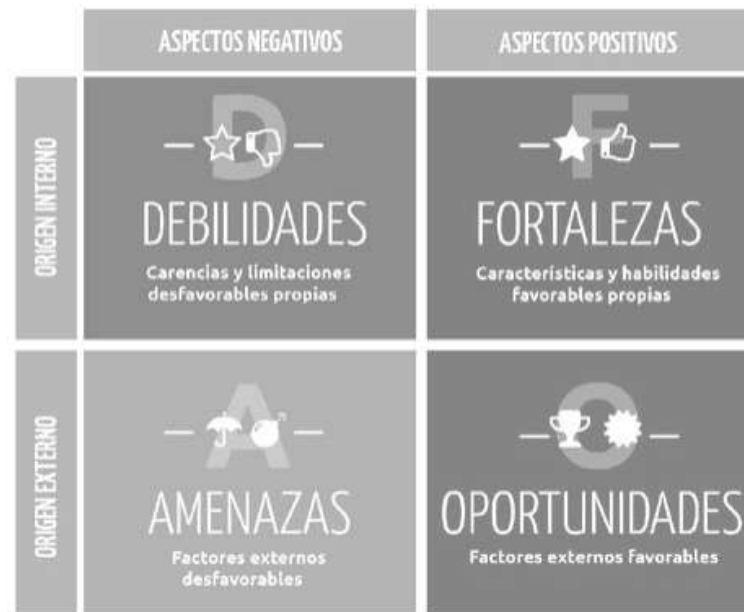 ASPECTOS NEGATIVOS
ASPECTOS POSITIVOS
ORIGEN INTERNO
D
DEBILIDADES
Carencias y limitaciones
desfavorables propias
F
FORTALEZAS
Características y habilidades
favorables propias
ORIGEN EXTERNO
A
AMENAZAS
Factores externos
desfavorables
O
OPORTUNIDADES
Factores externos favorables